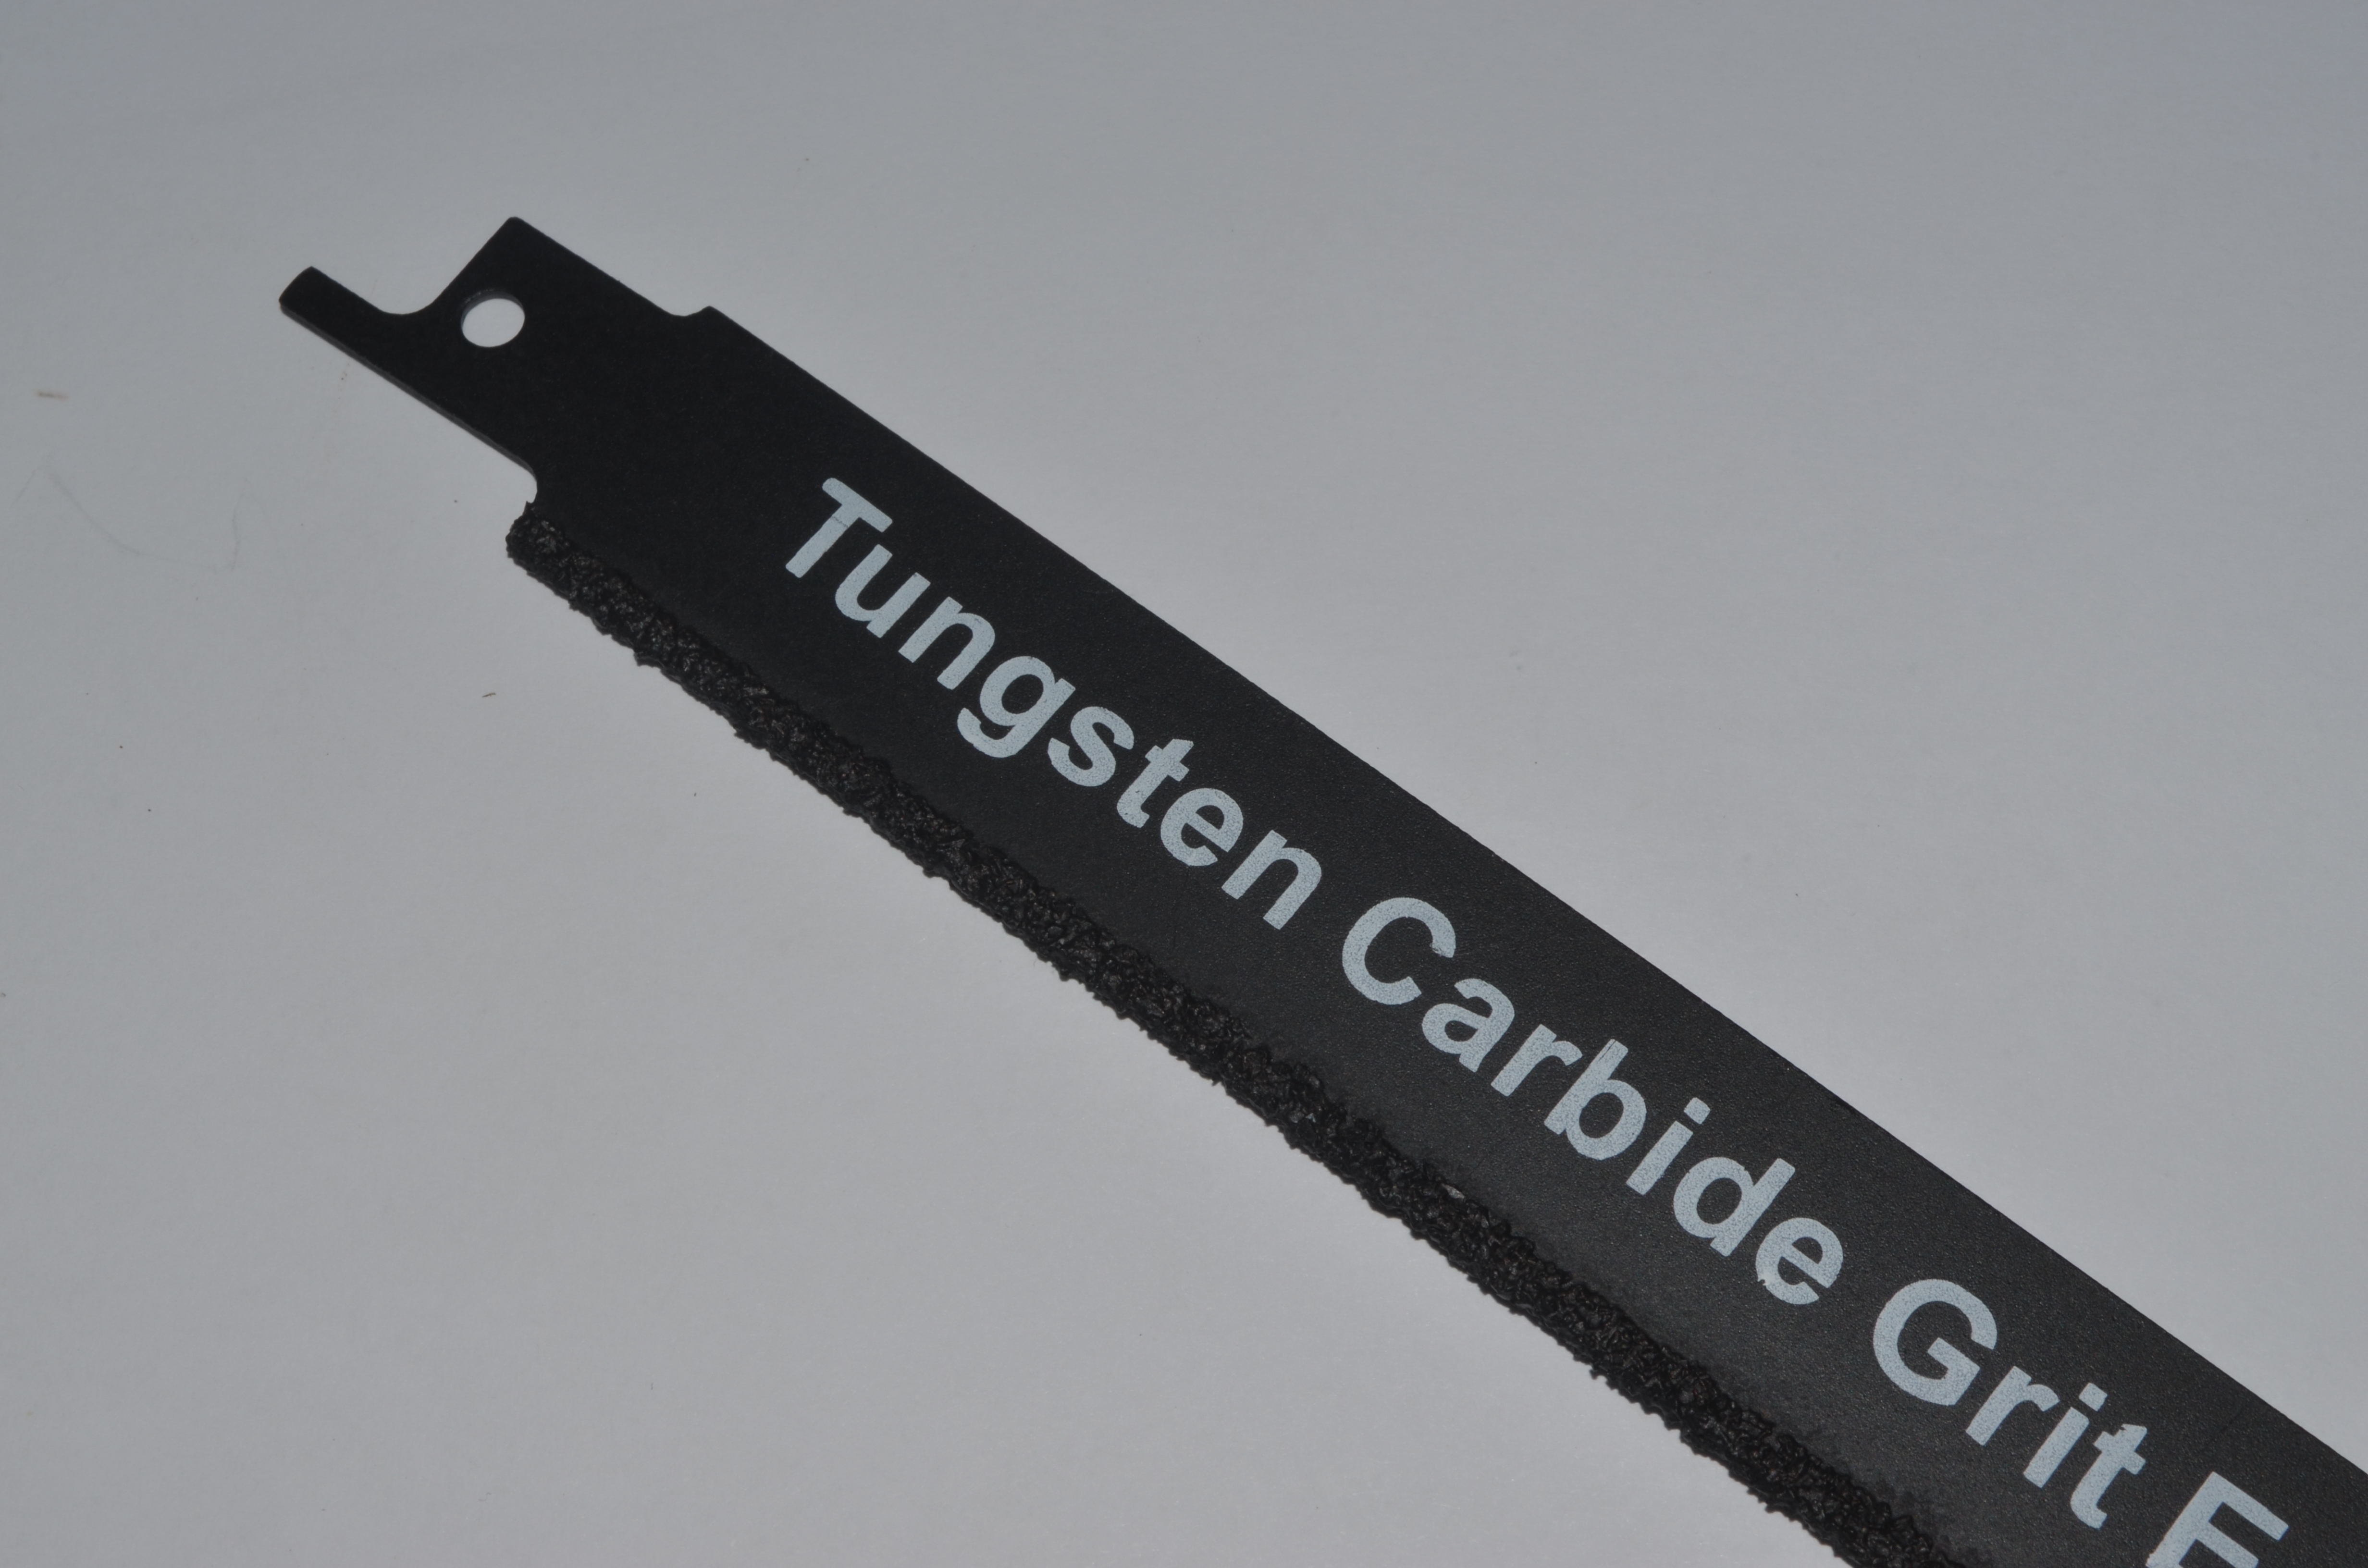 Tungsten Carbide Grit E